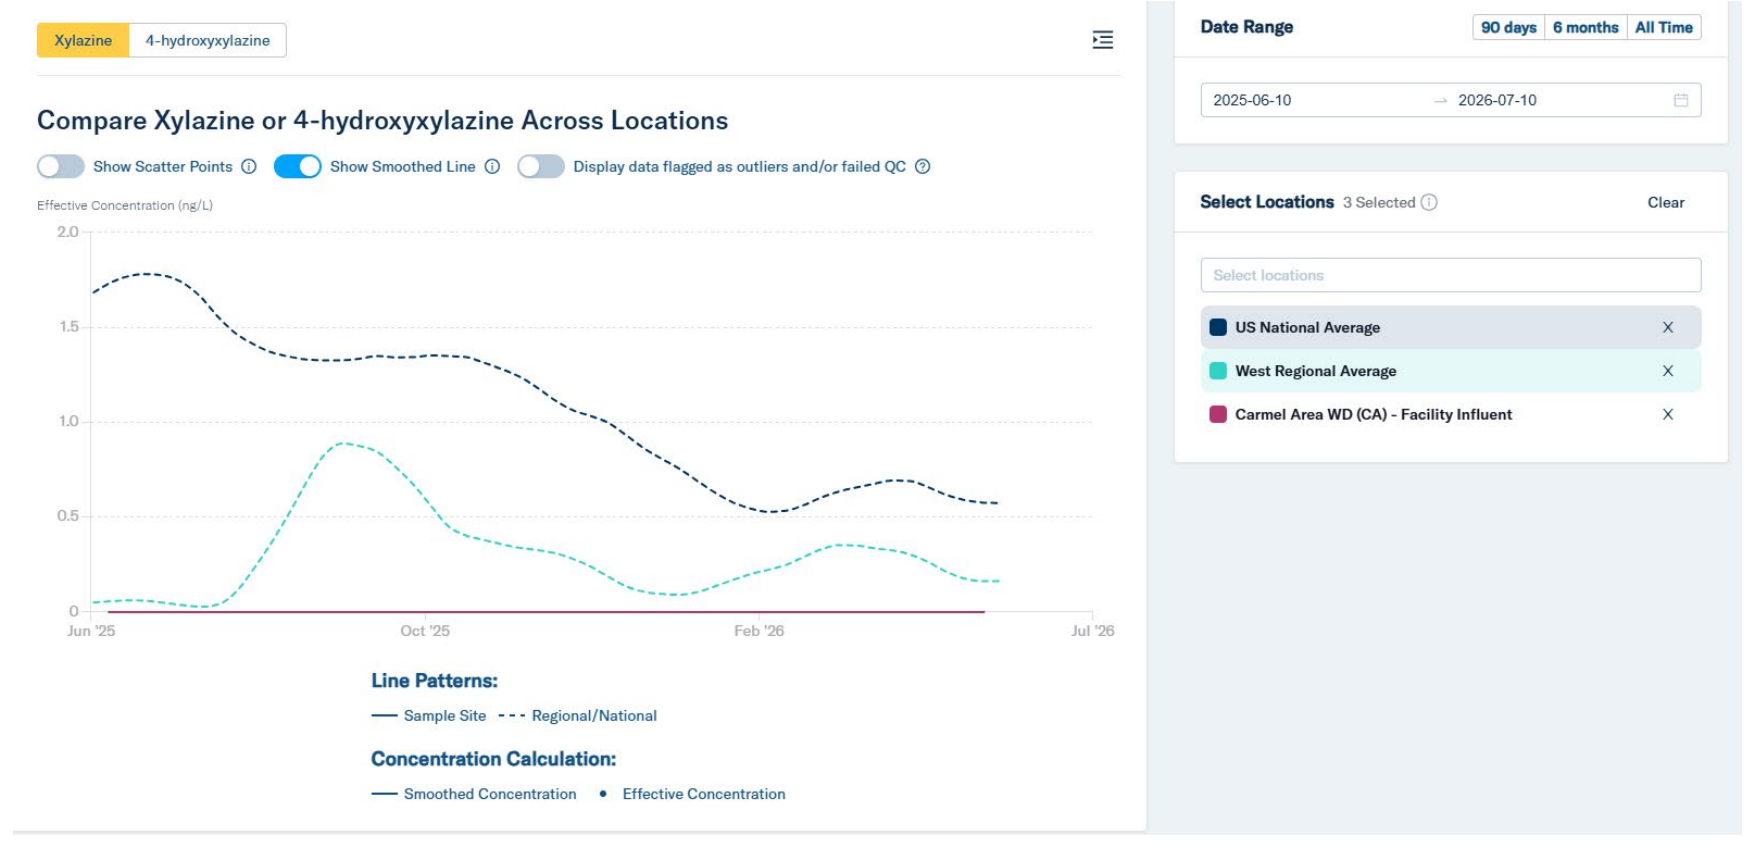 Xylazine
4-hydroxyxylazine
Compare Xylazine or 4-hydroxyxylazine Across Locations
Show Scatter Points
Show Smoothed Line
Display data flagged as outliers and/or failed QC
Effective Concentration (ng/L)
2.0
1.5
1.0
0.5
0
Jun '25
Oct '25
Feb '26
Jul '26
Line Patterns:
Sample Site
Regional/National
Concentration Calculation:
Smoothed Concentration
Effective Concentration
Date Range
90 days
6 months
All Time
2025-06-10 → 2026-07-10
Select Locations 3 Selected
Clear
Select locations
US National Average X
West Regional Average X
Carmel Area WD (CA) - Facility Influent X